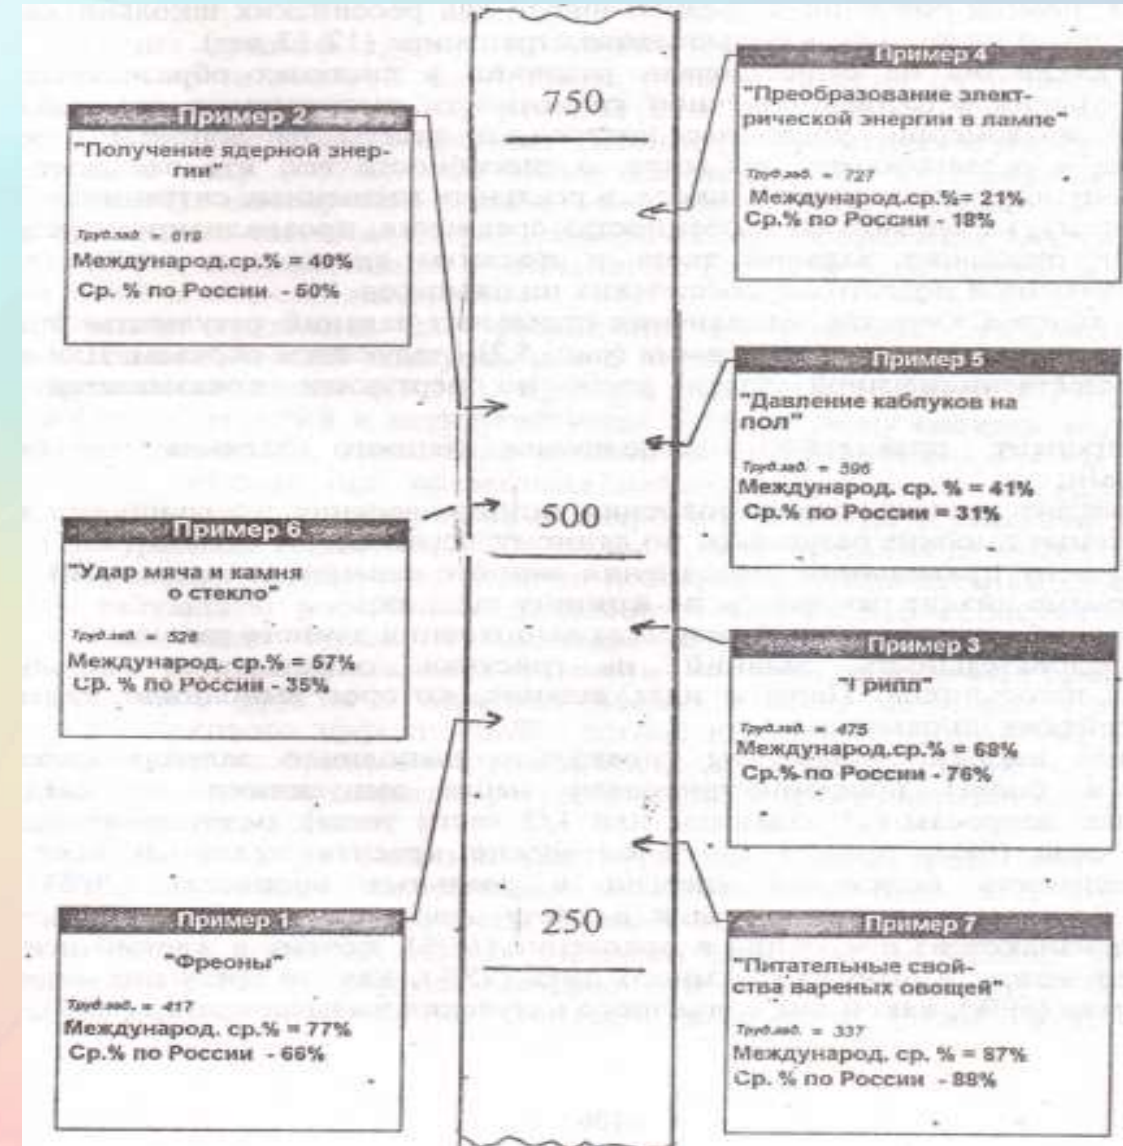 750
Пример 2
"Получение ядерной энер-
гии"
Труд.зад. =
Международ.ср.% = 40%
Ср. % по России - 50%
Пример 4
"Преобразование элект-
рической энергии в лампе"
Труд.зад. = 727
Международ.ср.%= 21%
Ср.% по России - 18%
Пример 5
"Давление каблуков на
пол"
Труд.зад. = 596
Международ. ср. % = 41%
Ср.% по России = 31%
500
Пример 6
"Удар мяча и камня
о стекло"
Труд.зад. = 526
Международ. ср.% = 57%
Ср. % по России - 35%
Пример 3
"Грипп"
Труд.зад. = 475
Международ.ср.% = 68%
Ср.% по России - 76%
250
Пример 1
"Фреоны"
Труд.зад. = 417
Международ. ср.% = 77%
Ср.% по России - 66%
Пример 7
"Питательные свой-
ства вареных овощей"
Труд.зад. = 337
Международ. ср. % = 87%
Ср. % по России - 88%